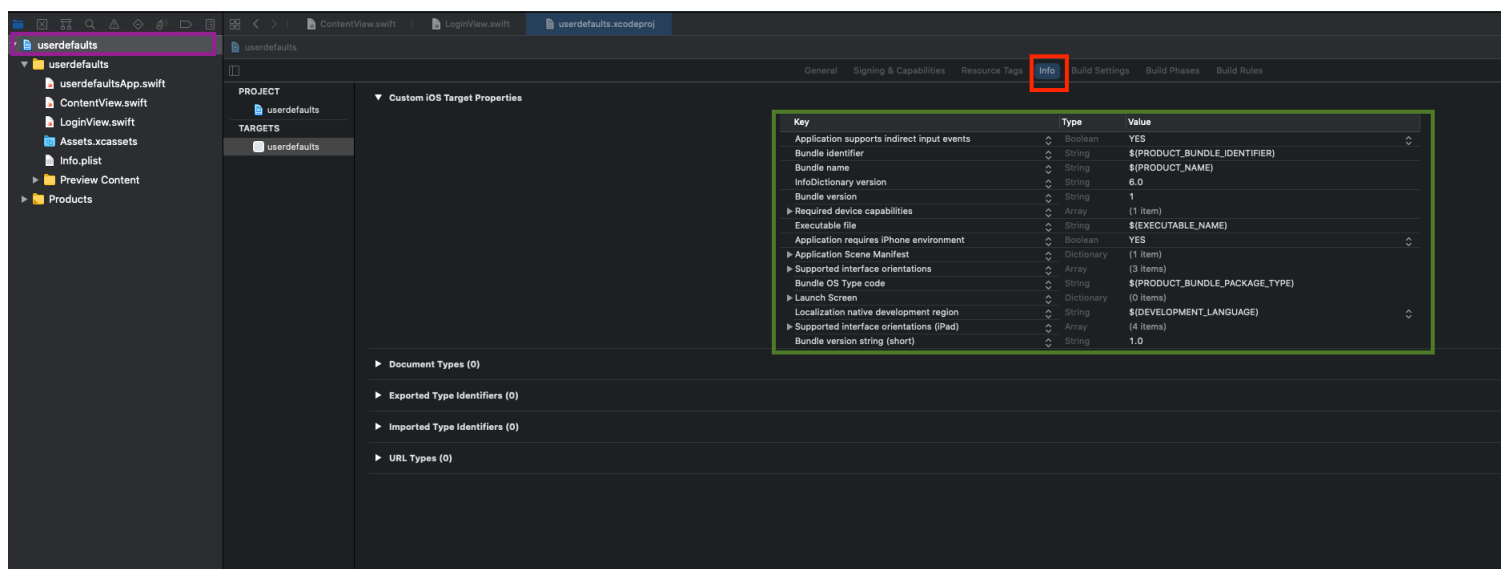 ContentView.swift LoginView.swift userdefaults.xcodeproj
userdefaults
userdefaults
userdefaultsApp.swift
ContentView.swift
LoginView.swift
Assets.xcassets
Info.plist
Preview Content
Products
userdefaults
General Signing & Capabilities Resource Tags Info Build Settings Build Phases Build Rules
PROJECT
userdefaults
TARGETS
userdefaults
Custom iOS Target Properties
Key Type Value
Application supports indirect input events Boolean YES
Bundle identifier String $(PRODUCT_BUNDLE_IDENTIFIER)
Bundle name String $(PRODUCT_NAME)
InfoDictionary version String 6.0
Bundle version String 1
Required device capabilities Array (1 item)
Executable file String $(EXECUTABLE_NAME)
Application requires iPhone environment Boolean YES
Application Scene Manifest Dictionary (1 item)
Supported interface orientations Array (3 items)
Bundle OS Type code String $(PRODUCT_BUNDLE_PACKAGE_TYPE)
Launch Screen Dictionary (0 items)
Localization native development region String $(DEVELOPMENT_LANGUAGE)
Supported interface orientations (iPad) Array (4 items)
Bundle version string (short) String 1.0
Document Types (0)
Exported Type Identifiers (0)
Imported Type Identifiers (0)
URL Types (0)